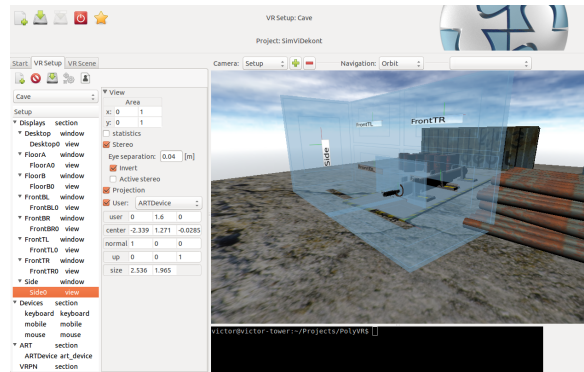 VR Setup: Cave
Project: SimViDekont
Start VR Setup VR Scene
Camera: Setup Navigation: Orbit
Cave
Setup
Displays section
Desktop window
Desktop0 view
FloorA window
FloorA0 view
FloorB window
FloorB0 view
FrontBL window
FrontBL0 view
FrontBR window
FrontBR0 view
FrontTL window
FrontTL0 view
FrontTR window
FrontTR0 view
Side window
Side0 view
Devices section
keyboard keyboard
mobile mobile
mouse mouse
ART section
ARTDevice art_device
VRPN section
View
Area
x: 0 1
y: 0 1
statistics
Stereo
Eye separation: 0.04 [m]
Invert
Active stereo
Projection
User: ARTDevice
user 0 1.6 0
center -2.339 1.271 -0.0285
normal 1 0 0
up 0 0 1
size 2.536 1.965
FrontTL
FrontTR
Side
victor@victor-tower:~/Projects/PolyVR$